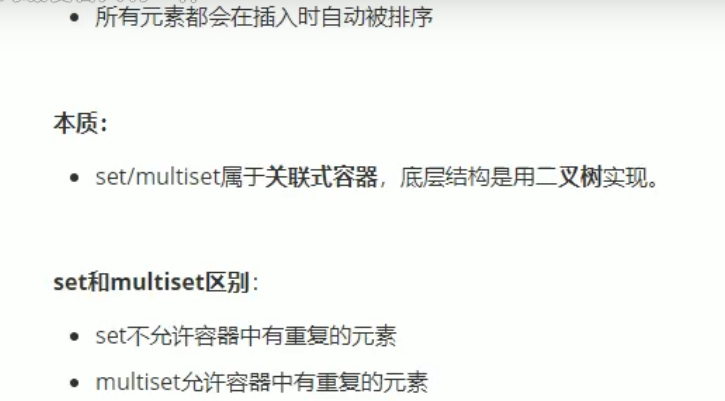 所有元素都会在插入时自动被排序
本质：
set/multiset属于关联式容器，底层结构是用二叉树实现。
set和multiset区别：
set不允许容器中有重复的元素
multiset允许容器中有重复的元素